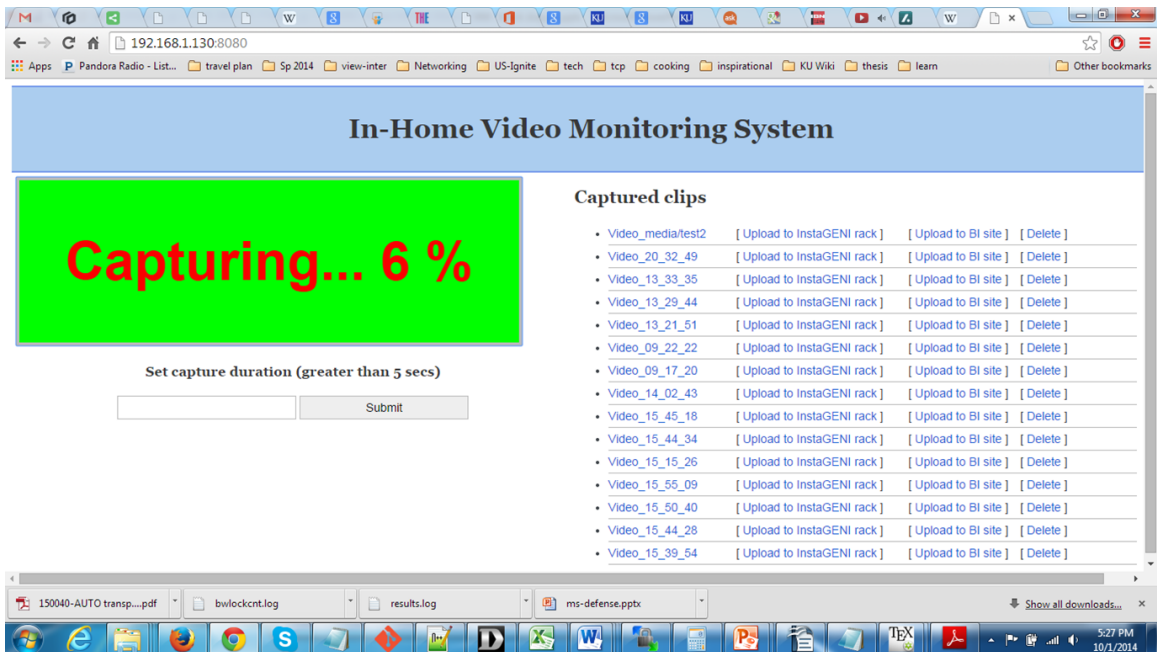 192.168.1.130:8080
Apps Pandora Radio - List... travel plan Sp 2014 view-inter Networking US-Ignite tech tcp cooking inspirational KU Wiki thesis learn Other bookmarks
In-Home Video Monitoring System
Capturing... 6 %
Set capture duration (greater than 5 secs)
Submit
Captured clips
• Video_media/test2 [ Upload to InstaGENI rack ] [ Upload to BI site ] [ Delete ]
• Video_20_32_49 [ Upload to InstaGENI rack ] [ Upload to BI site ] [ Delete ]
• Video_13_33_35 [ Upload to InstaGENI rack ] [ Upload to BI site ] [ Delete ]
• Video_13_29_44 [ Upload to InstaGENI rack ] [ Upload to BI site ] [ Delete ]
• Video_13_21_51 [ Upload to InstaGENI rack ] [ Upload to BI site ] [ Delete ]
• Video_09_22_22 [ Upload to InstaGENI rack ] [ Upload to BI site ] [ Delete ]
• Video_09_17_20 [ Upload to InstaGENI rack ] [ Upload to BI site ] [ Delete ]
• Video_14_02_43 [ Upload to InstaGENI rack ] [ Upload to BI site ] [ Delete ]
• Video_15_45_18 [ Upload to InstaGENI rack ] [ Upload to BI site ] [ Delete ]
• Video_15_44_34 [ Upload to InstaGENI rack ] [ Upload to BI site ] [ Delete ]
• Video_15_15_26 [ Upload to InstaGENI rack ] [ Upload to BI site ] [ Delete ]
• Video_15_55_09 [ Upload to InstaGENI rack ] [ Upload to BI site ] [ Delete ]
• Video_15_50_40 [ Upload to InstaGENI rack ] [ Upload to BI site ] [ Delete ]
• Video_15_44_28 [ Upload to InstaGENI rack ] [ Upload to BI site ] [ Delete ]
• Video_15_39_54 [ Upload to InstaGENI rack ] [ Upload to BI site ] [ Delete ]
150040-AUTO transp....pdf bwlockcnt.log results.log ms-defense.pptx Show all downloads...
5:27 PM
10/1/2014